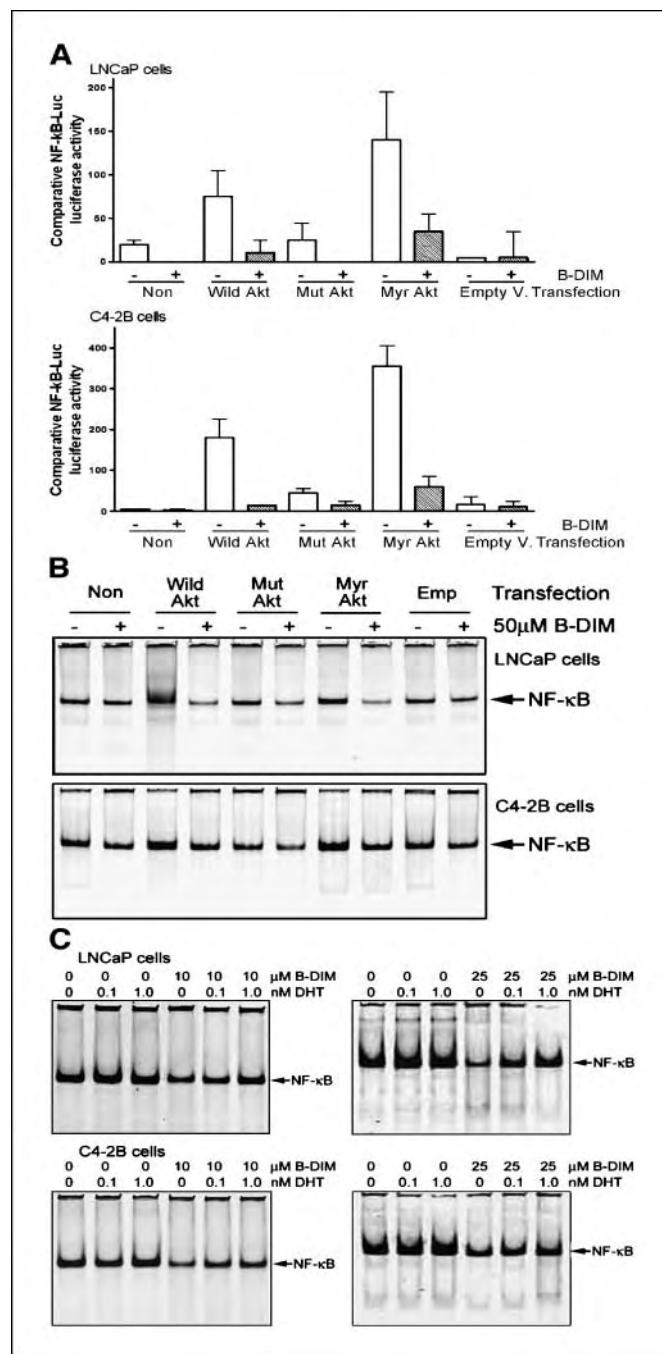 A
LNCaP cells
Comparative NF-kB-Luc
luciferase activity
200
150
100
50
0
- + - + - + - + - + B-DIM
Non Wild Akt Mut Akt Myr Akt Empty V. Transfection
C4-2B cells
Comparative NF-kB-Luc
luciferase activity
400
300
200
100
0
- + - + - + - + - + B-DIM
Non Wild Akt Mut Akt Myr Akt Empty V. Transfection
B
Non Wild Akt Mut Akt Myr Akt Emp Transfection
- + - + - + - + - + 50μM B-DIM
LNCaP cells
NF-κB
C4-2B cells
NF-κB
C
LNCaP cells
0 0 0 10 10 10 μM B-DIM
0 0.1 1.0 0 0.1 1.0 nM DHT
NF-κB
0 0 0 25 25 25 μM B-DIM
0 0.1 1.0 0 0.1 1.0 nM DHT
NF-κB
C4-2B cells
0 0 0 10 10 10 μM B-DIM
0 0.1 1.0 0 0.1 1.0 nM DHT
NF-κB
0 0 0 25 25 25 μM B-DIM
0 0.1 1.0 0 0.1 1.0 nM DHT
NF-κB